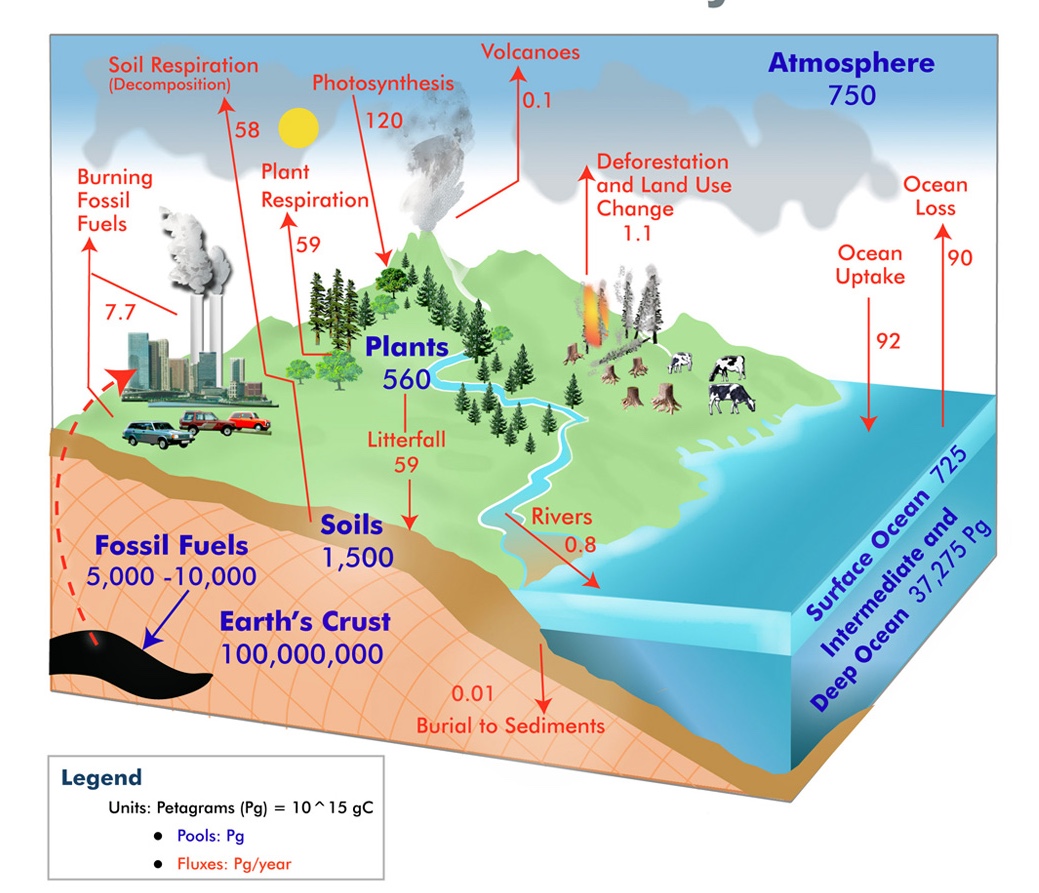 Soil Respiration
(Decomposition)
58
Photosynthesis
120
Volcanoes
0.1
Atmosphere
750
Burning
Fossil
Fuels
7.7
Plant
Respiration
59
Deforestation
and Land Use
Change
1.1
Ocean
Loss
90
Ocean
Uptake
92
Plants
560
Litterfall
59
Soils
1,500
Rivers
0.8
Fossil Fuels
5,000 -10,000
Earth's Crust
100,000,000
Surface Ocean 725
Intermediate and
Deep Ocean 37,275 Pg
0.01
Burial to Sediments
Legend
Units: Petagrams (Pg) = 10^15 gC
● Pools: Pg
● Fluxes: Pg/year